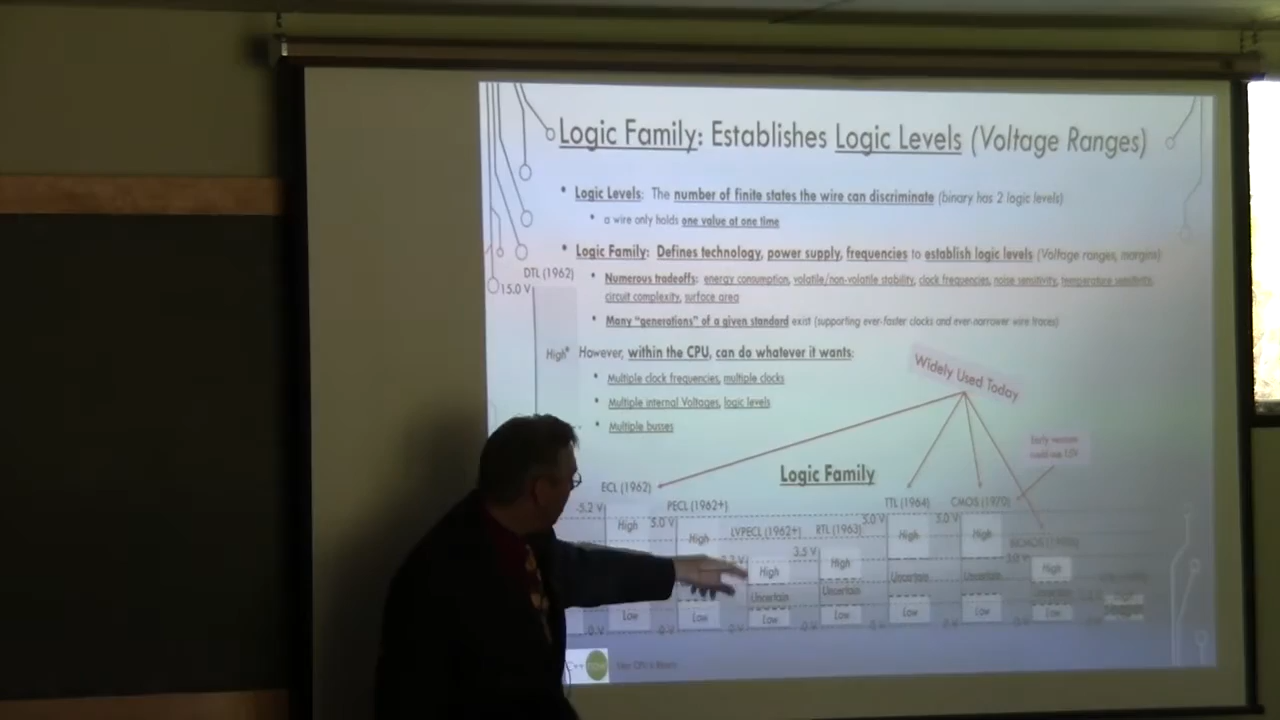 Logic Family: Establishes Logic Levels (Voltage Ranges)
• Logic Levels: The number of finite states the wire can discriminate (binary has 2 logic levels)
• a wire only holds one value at one time
• Logic Family: Defines technology, power supply, frequencies to establish logic levels (Voltage ranges, margins)
DTL (1962)
15.0 V
• Numerous tradeoffs: energy consumption, volatile/non-volatile stability, clock frequencies, noise sensitivity, temperature sensitivity,
circuit complexity, surface area
• Many "generations" of a given standard exist (supporting ever-faster clocks and ever-narrower wire traces)
High*
However, within the CPU, can do whatever it wants:
• Multiple clock frequencies, multiple clocks
• Multiple internal Voltages, logic levels
• Multiple busses
Widely Used Today
Early
Logic Family
ECL (1962)
PECL (1962+)
LVPECL (1962+)
RTL (1963)
TTL (1964)
CMOS (1970)
-5.2 V
5.0 V
3.5 V
5.0 V
5.0 V
High
High
High
High
High
High
High
Uncertain
Uncertain
Uncertain
Uncertain
Uncertain
Low
Low
Low
Low
Low
Low
Low
0 V
0 V
C++